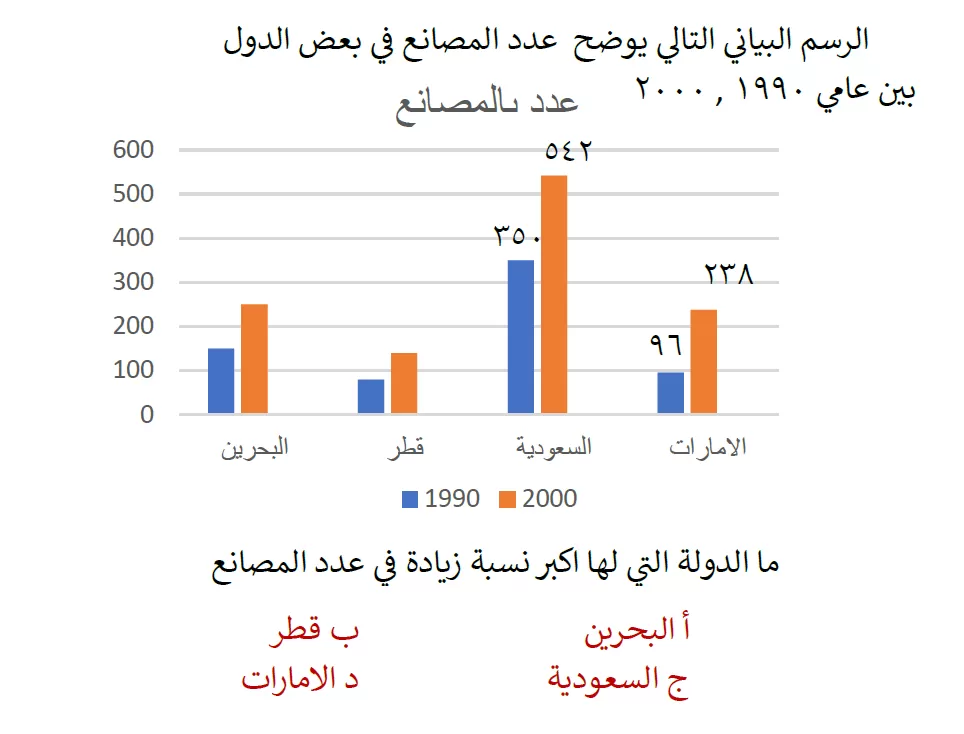 الرسم البياني التالي يوضح عدد المصانع في بعض الدول
بين عامي ١٩٩٠ , ٢٠٠٠
عدد بالمصانع
600
500
400
300
200
100
0
٥٤٢
٣٥٠
٢٣٨
٩٦
البحرين
قطر
السعودية
الامارات
1990 2000
ما الدولة التي لها اكبر نسبة زيادة في عدد المصانع
أ البحرين ب قطر
ج السعودية د الامارات